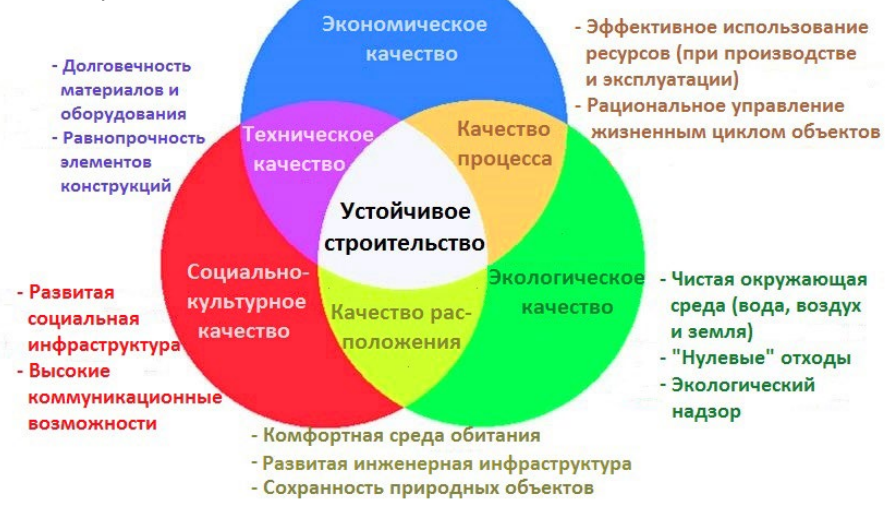 Экономическое
качество
- Эффективное использование
ресурсов (при производстве
и эксплуатации)
- Рациональное управление
жизненным циклом объектов
- Долговечность
материалов и
оборудования
- Равнопрочность
элементов
конструкций
Техническое
качество
Качество
процесса
Устойчивое
строительство
Социально-
культурное
качество
Экологическое
качество
Качество рас-
положения
- Развитая
социальная
инфраструктура
- Высокие
коммуникационные
возможности
- Чистая окружающая
среда (вода, воздух
и земля)
- "Нулевые" отходы
- Экологический
надзор
- Комфортная среда обитания
- Развитая инженерная инфраструктура
- Сохранность природных объектов